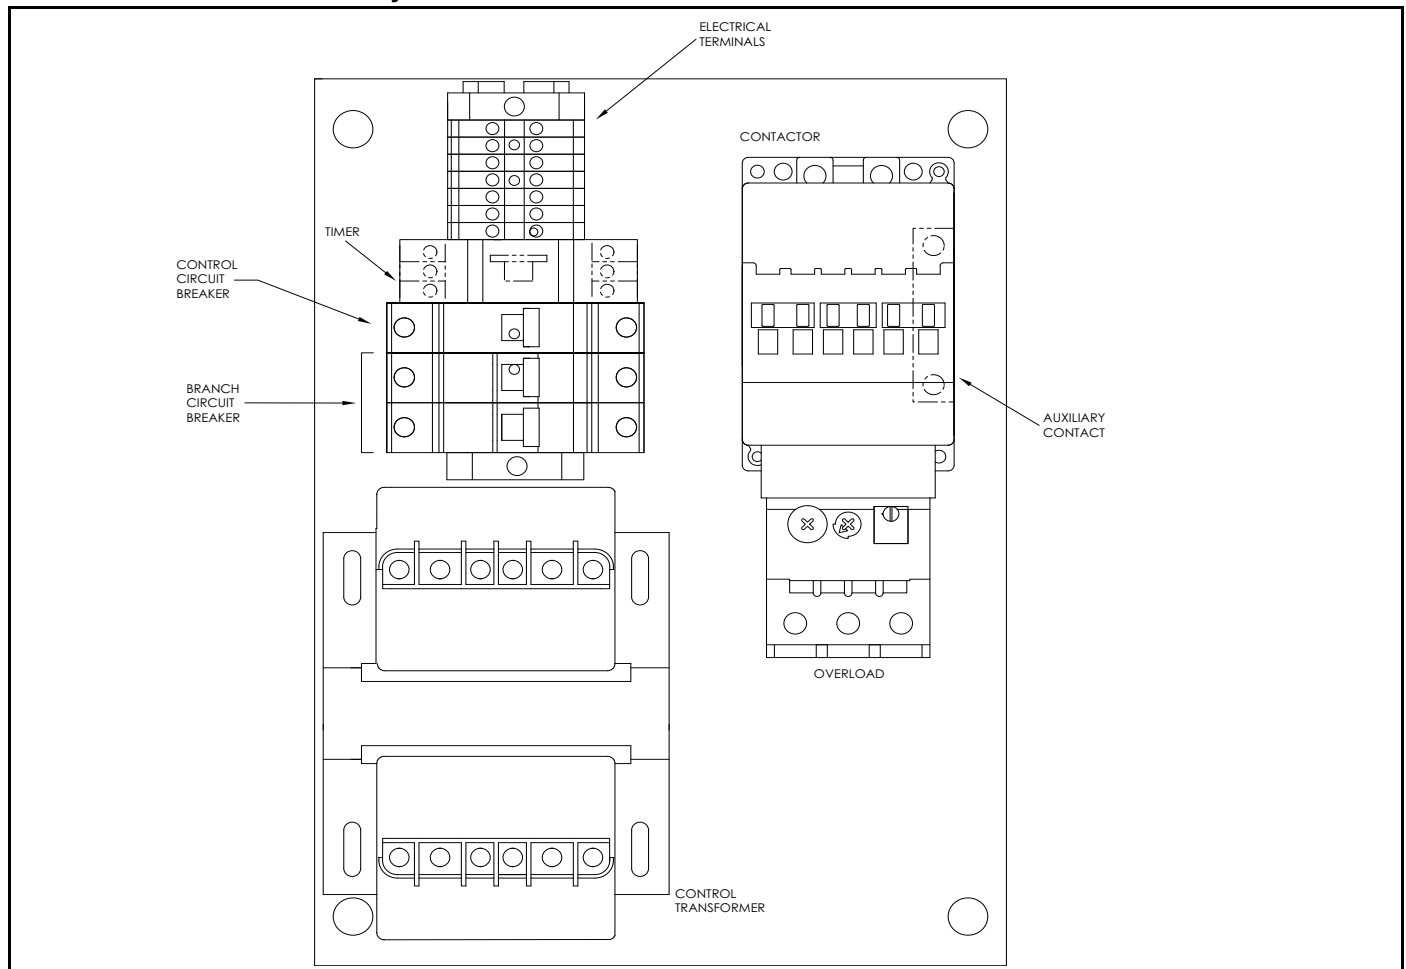 ELECTRICAL
TERMINALS
CONTACTOR
TIMER
CONTROL
CIRCUIT
BREAKER
BRANCH
CIRCUIT
BREAKER
AUXILIARY
CONTACT
OVERLOAD
CONTROL
TRANSFORMER